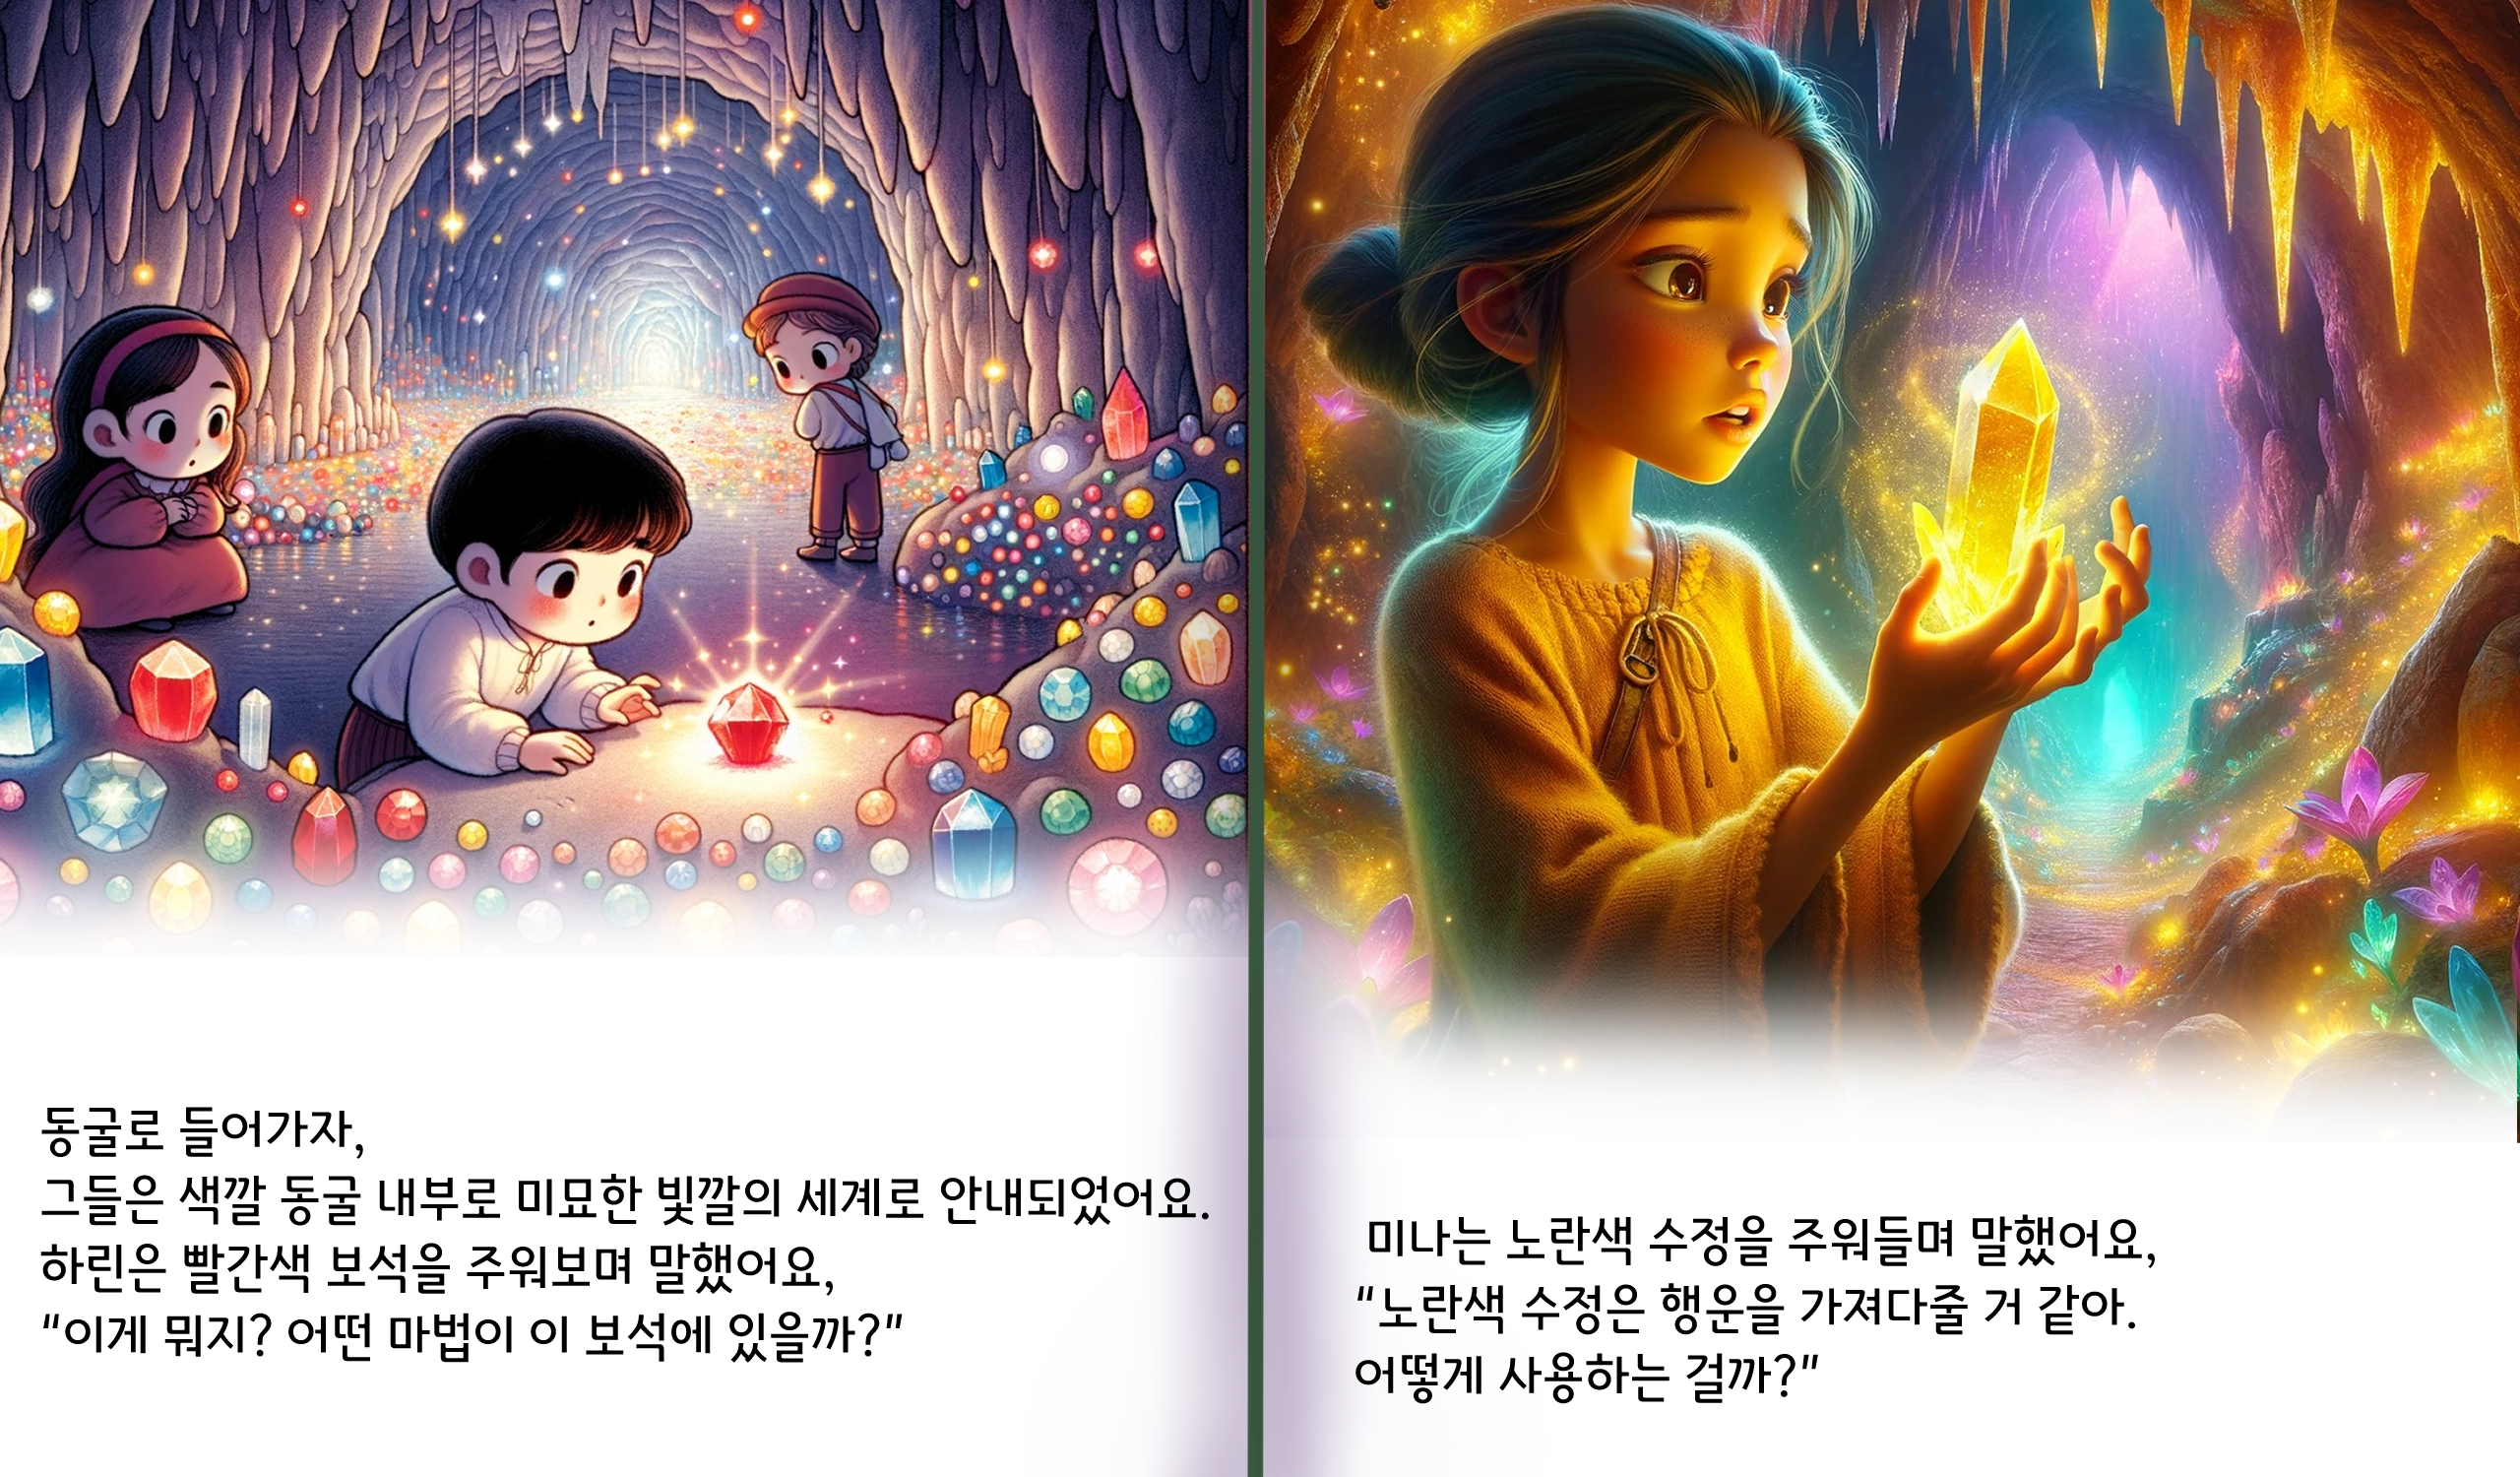 동굴로 들어가자,
그들은 색깔 동굴 내부로 미묘한 빛깔의 세계로 안내되었어요.
하린은 빨간색 보석을 주워보며 말했어요,
“이게 뭐지? 어떤 마법이 이 보석에 있을까?”
미나는 노란색 수정을 주워들며 말했어요,
“노란색 수정은 행운을 가져다줄 거 같아.
어떻게 사용하는 걸까?”